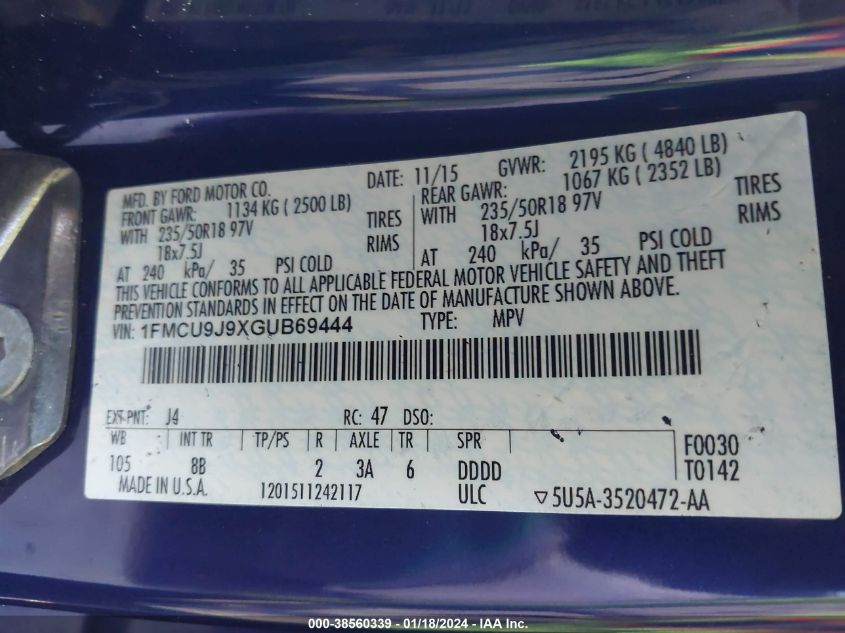 MFD. BY FORD MOTOR CO. DATE: 11/15 GVWR: 2195 KG ( 4840 LB)
FRONT GAWR: 1134 KG ( 2500 LB) REAR GAWR: 1067 KG ( 2352 LB)
WITH 235/50R18 97V TIRES WITH 235/50R18 97V TIRES
18x7.5J RIMS 18x7.5J RIMS
AT 240 kPa/ 35 PSI COLD AT 240 kPa/ 35 PSI COLD
THIS VEHICLE CONFORMS TO ALL APPLICABLE FEDERAL MOTOR VEHICLE SAFETY AND THEFT
PREVENTION STANDARDS IN EFFECT ON THE DATE OF MANUFACTURE SHOWN ABOVE.
VIN: 1FMCU9J9XGUB69444 TYPE: MPV
EXT PNT: J4 RC: 47 DSO:
WB INT TR TP/PS R AXLE TR SPR F0030
105 8B 2 3A 6 DDDD T0142
MADE IN U.S.A. 1201511242117 ULC ▽5U5A-3520472-AA
000-38560339 - 01/18/2024 - IAA Inc.